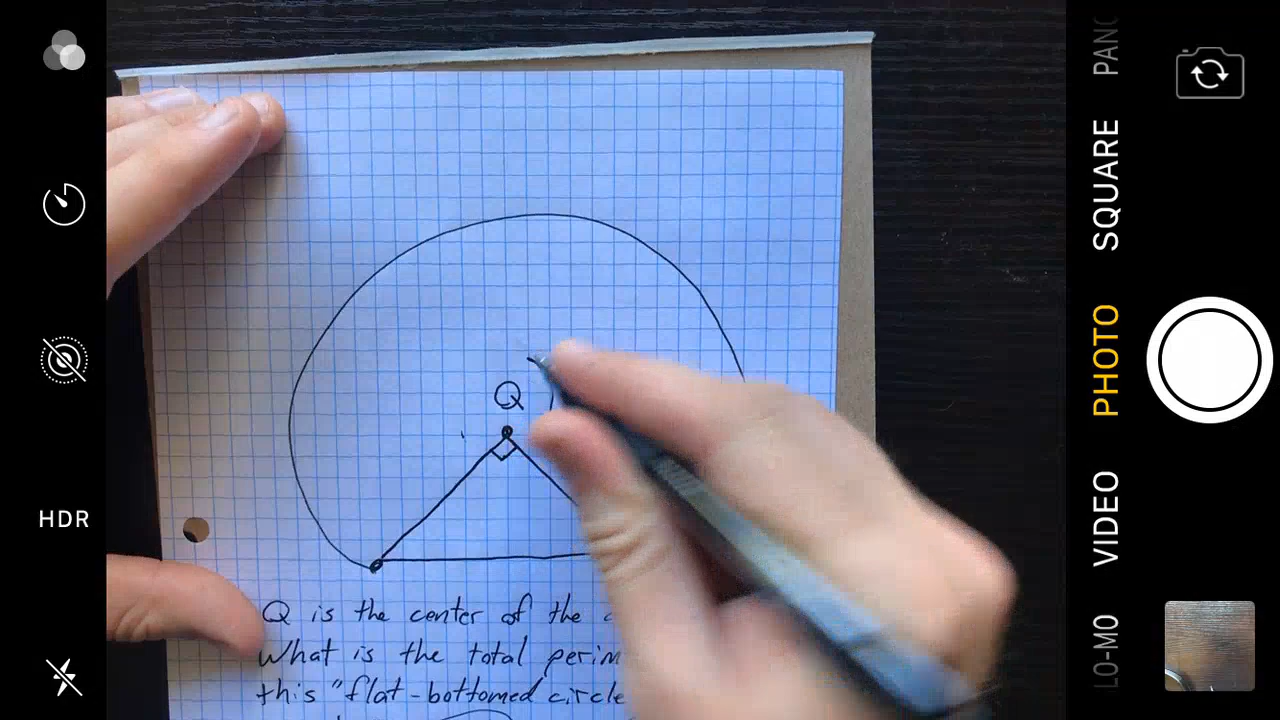 HDR
LO-MO
VIDEO
PHOTO
SQUARE
PANO
Q
Q is the center of the
What is the total perim
this "flat-bottomed circle